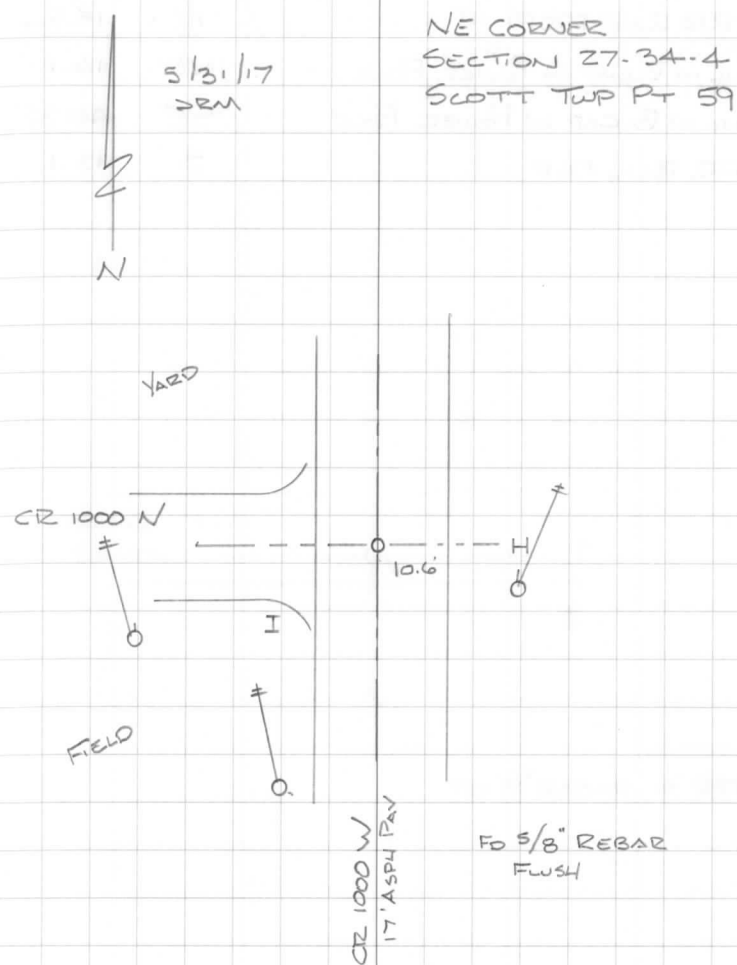 NE CORNER
SECTION 27-34-4
SCOTT TWP PT 59
5/31/17
N
YARD
CR 1000 N
10.6'
FIELD
CR 1000 W
17' ASPH PAV
FD 5/8" REBAR
FLUSH